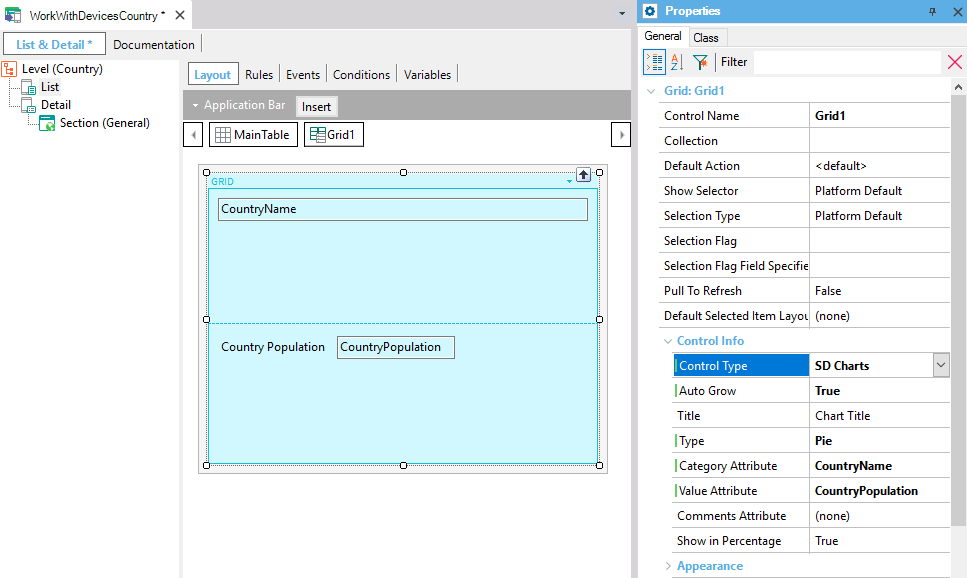 WorkWithDevicesCountry *
List & Detail *
Documentation
Level (Country)
List
Detail
Section (General)
Layout
Rules
Events
Conditions
Variables
Application Bar
Insert
MainTable
Grid1
GRID
CountryName
Country Population
CountryPopulation
Properties
General
Class
Filter
Grid: Grid1
Control Name Grid1
Collection
Default Action <default>
Show Selector Platform Default
Selection Type Platform Default
Selection Flag
Selection Flag Field Specifie
Pull To Refresh False
Default Selected Item Layou (none)
Control Info
Control Type SD Charts
Auto Grow True
Title Chart Title
Type Pie
Category Attribute CountryName
Value Attribute CountryPopulation
Comments Attribute (none)
Show in Percentage True
Appearance